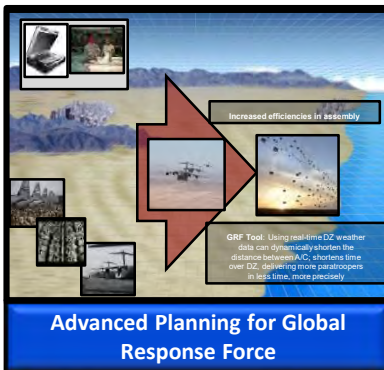 Increased efficiencies in assembly
GRF Tool: Using real-time DZ weather
data can dynamically shorten the
distance between A/C; shortens time
over DZ, delivering more paratroopers
in less time, more precisely
Advanced Planning for Global
Response Force